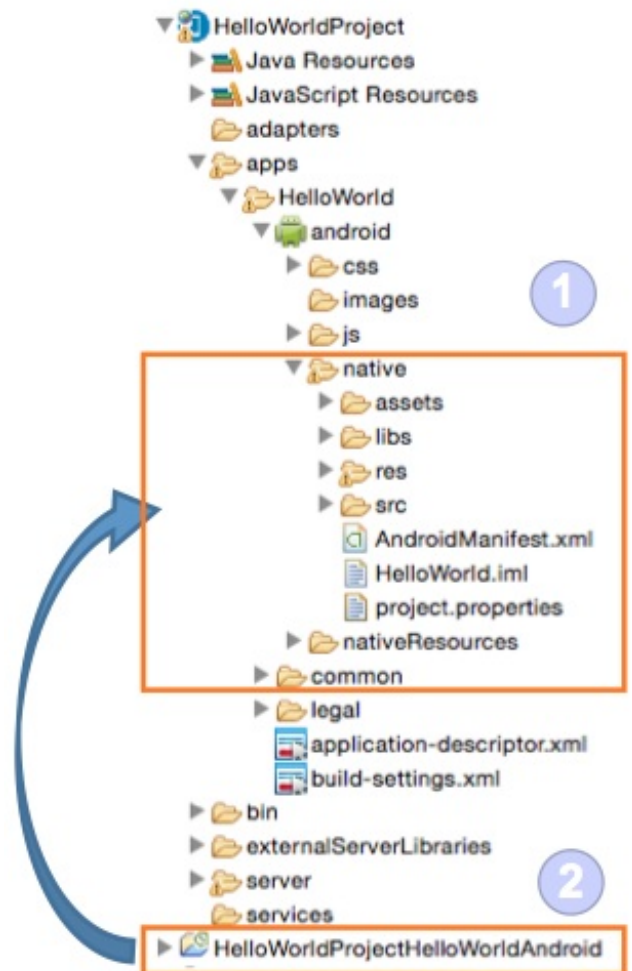 HelloWorldProject
Java Resources
JavaScript Resources
adapters
apps
HelloWorld
android
css
images
1
js
native
assets
libs
res
src
AndroidManifest.xml
HelloWorld.iml
project.properties
nativeResources
common
legal
application-descriptor.xml
build-settings.xml
bin
externalServerLibraries
server
2
services
HelloWorldProjectHelloWorldAndroid